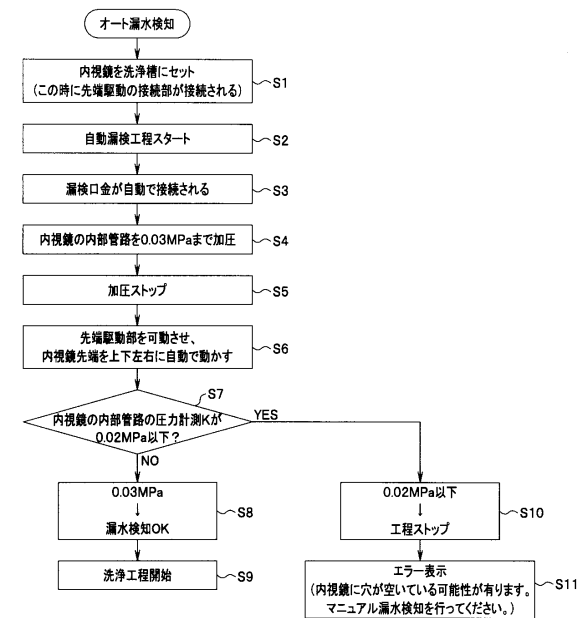 オート漏水検知
内視鏡を洗浄槽にセット
(この時に先端駆動の接続部が接続される)
S1
自動漏検工程スタート
S2
漏検口金が自動で接続される
S3
内視鏡の内部管路を0.03MPaまで加圧
S4
加圧ストップ
S5
先端駆動部を可動させ、
内視鏡先端を上下左右に自動で動かす
S6
S7
内視鏡の内部管路の圧力計測Kが
0.02MPa以下？
YES
NO
0.03MPa
↓
漏水検知OK
S8
洗浄工程開始
S9
0.02MPa以下
↓
工程ストップ
S10
エラー表示
(内視鏡に穴が空いている可能性が有ります。
マニュアル漏水検知を行ってください。)
S11